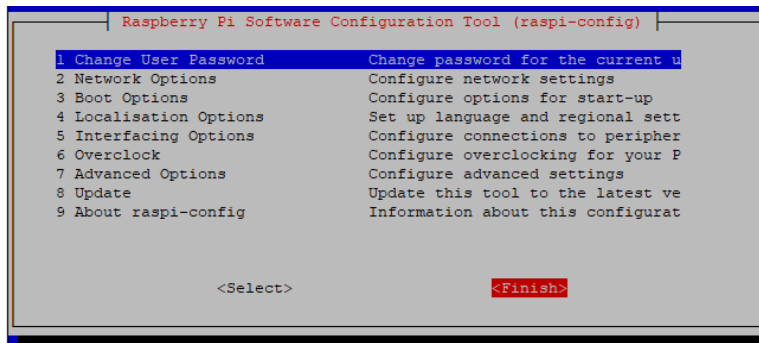 Raspberry Pi Software Configuration Tool (raspi-config)
1 Change User Password Change password for the current u
2 Network Options Configure network settings
3 Boot Options Configure options for start-up
4 Localisation Options Set up language and regional sett
5 Interfacing Options Configure connections to peripher
6 Overclock Configure overclocking for your P
7 Advanced Options Configure advanced settings
8 Update Update this tool to the latest ve
9 About raspi-config Information about this configurat
<Select> <Finish>